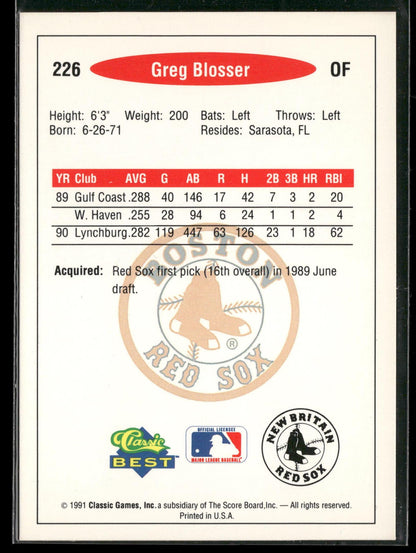 226 Greg Blosser OF
Height: 6'3" Weight: 200 Bats: Left Throws: Left
Born: 6-26-71 Resides: Sarasota, FL
YR Club AVG G AB R H 2B 3B HR RBI
89 Gulf Coast .288 40 146 17 42 7 3 2 20
W. Haven .255 28 94 6 24 1 1 W 4
90 Lynchburg .282 119 447 63 126 23 1 18 62
BOSTON
Acquired: Red Sox first pick (16th overall) in 1989 June
draft.
®
RED SOX
Classic
BEST
OFFICIAL LICENSEE
MAJOR LEAGUE BASEBALL
NEW BRITAIN
RED SOX
© 1991 Classic Games, Inc. a subsidiary of The Score Board, Inc. — All rights reserved.
Printed in U.S.A.